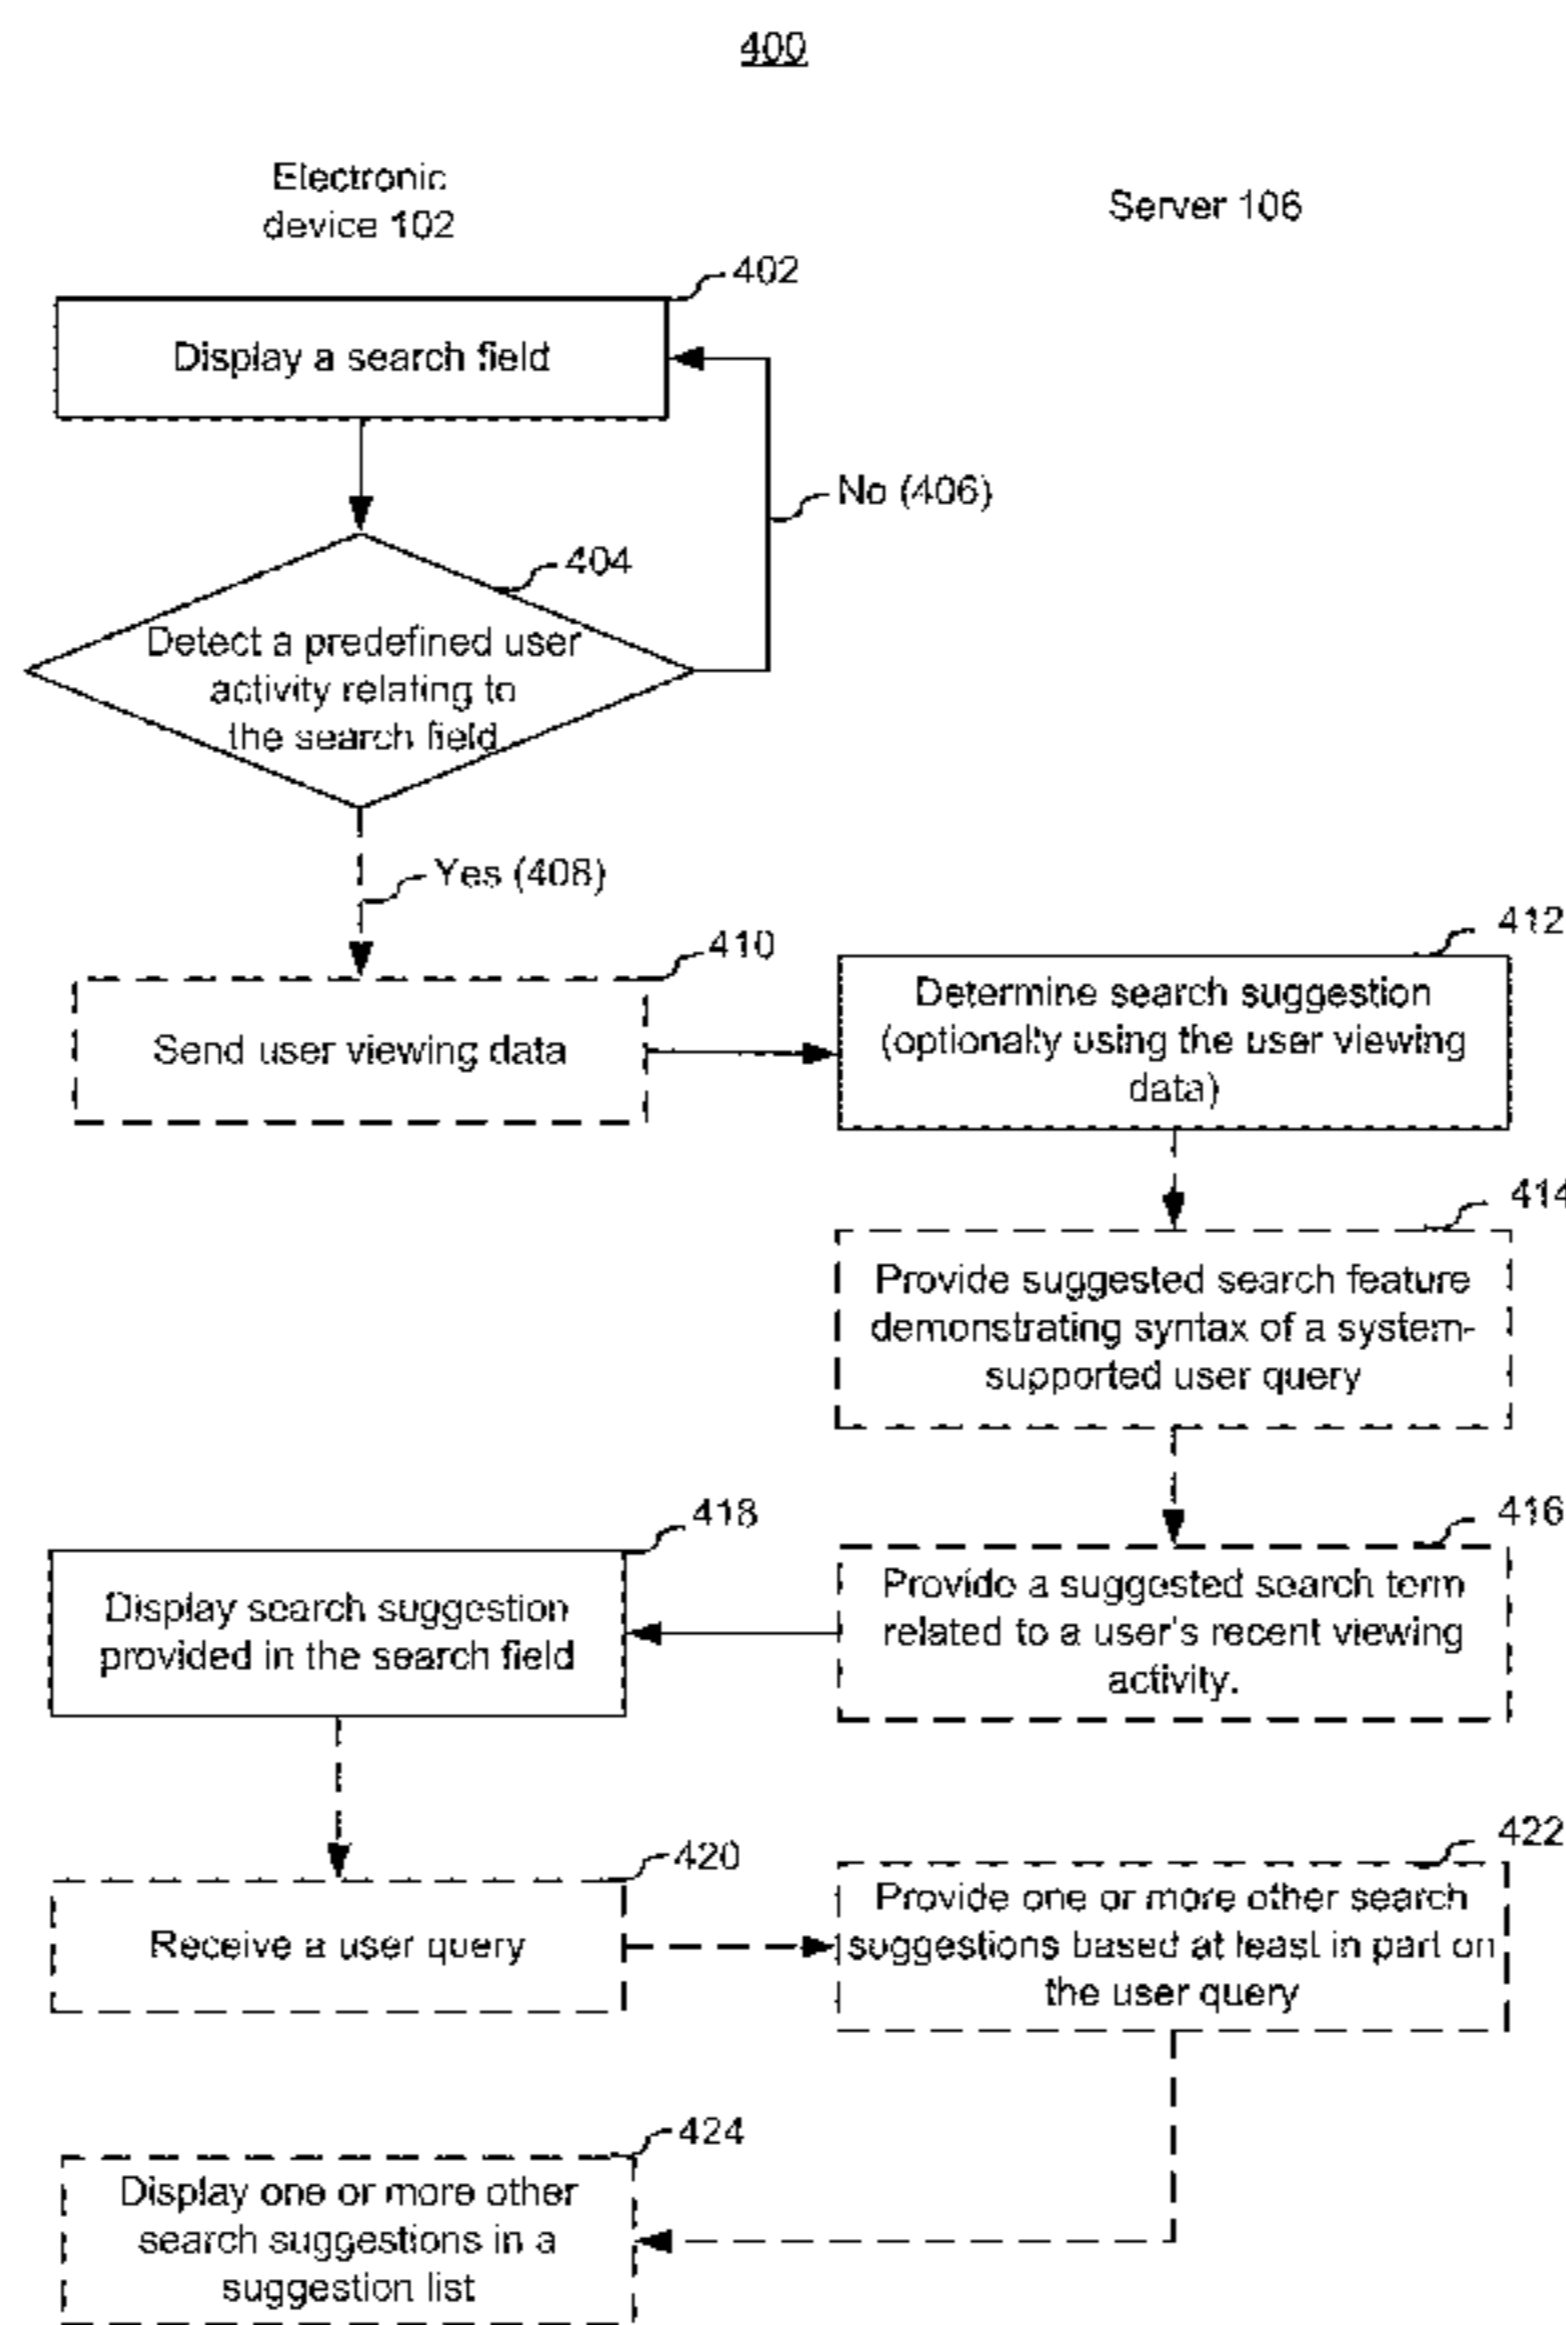 400
Electronic
device 102
Server 106
402
Display a search field
No (406)
404
Detect a predefined user
activity relating to
the search field
Yes (408)
410
Send user viewing data
412
Determine search suggestion
(optionally using the user viewing
data)
414
Provide suggested search feature
demonstrating syntax of a system-
supported user query
416
Provide a suggested search term
related to a user's recent viewing
activity.
418
Display search suggestion
provided in the search field
420
Receive a user query
422
Provide one or more other search
suggestions based at least in part on
the user query
424
Display one or more other
search suggestions in a
suggestion list